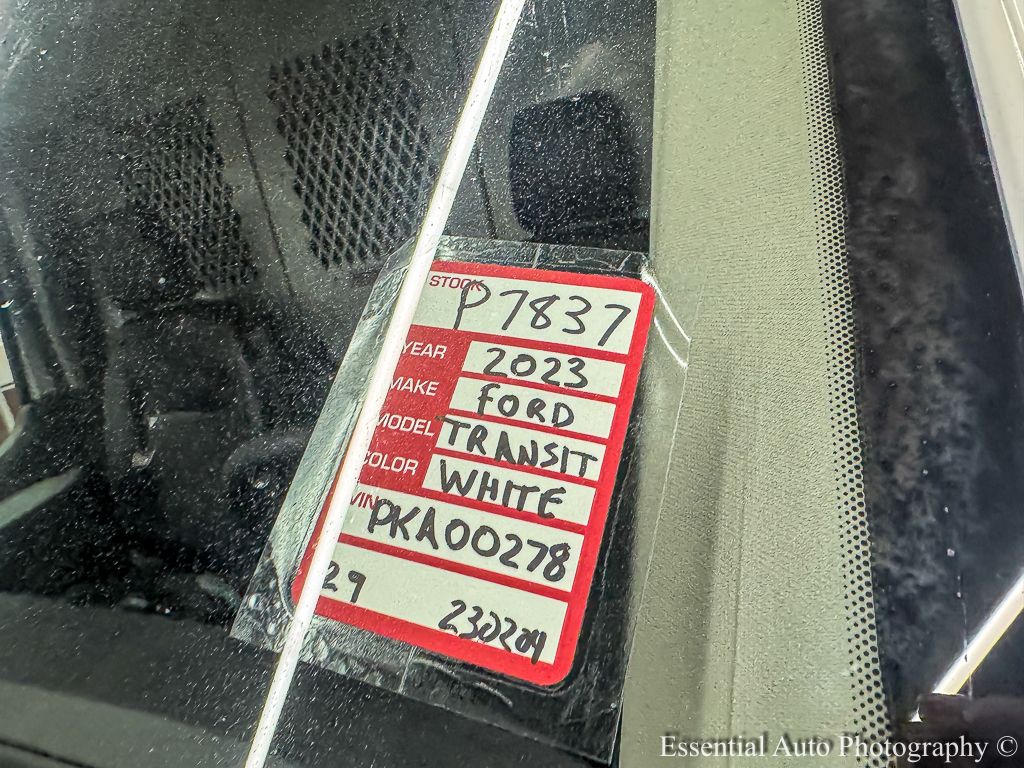 STOCK P7837
YEAR 2023
MAKE FORD
MODEL TRANSIT
COLOR WHITE
VIN PKA00278
29 230204
Essential Auto Photography ©